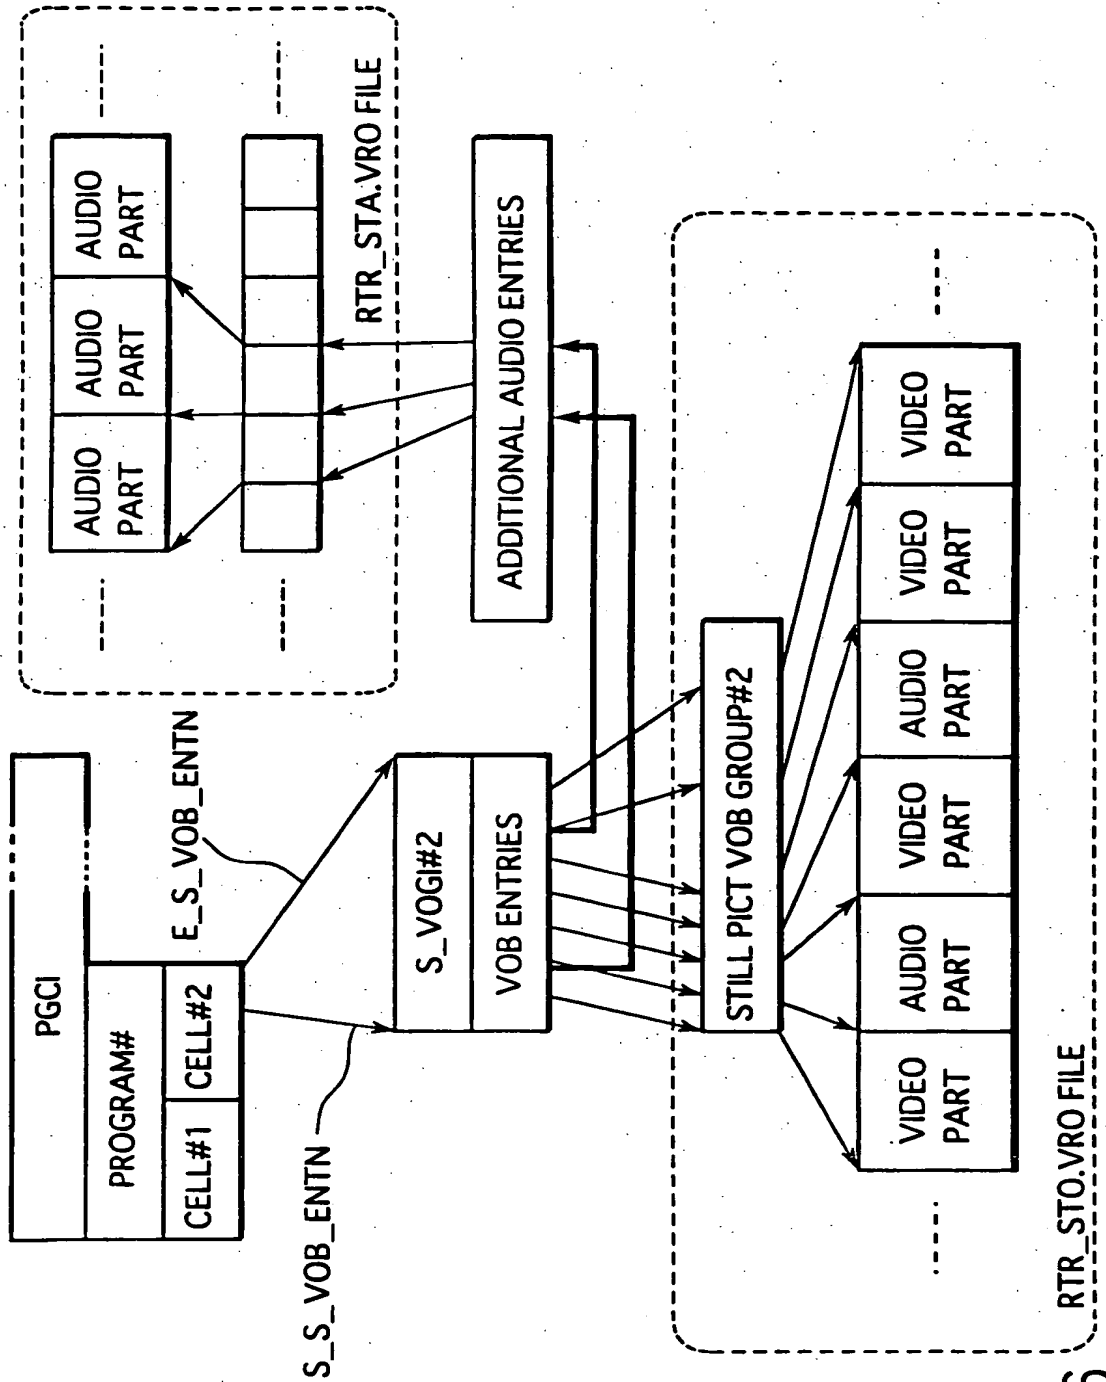 PGCI
PROGRAM#
CELL#1
CELL#2
S_S_VOB_ENTN
E_S_VOB_ENTN
S_VOGI#2
VOB ENTRIES
AUDIO
PART
AUDIO
PART
AUDIO
PART
RTR_STA.VRO FILE
ADDITIONAL AUDIO ENTRIES
STILL PICT VOB GROUP#2
VIDEO
PART
AUDIO
PART
VIDEO
PART
AUDIO
PART
VIDEO
PART
VIDEO
PART
RTR_STO.VRO FILE